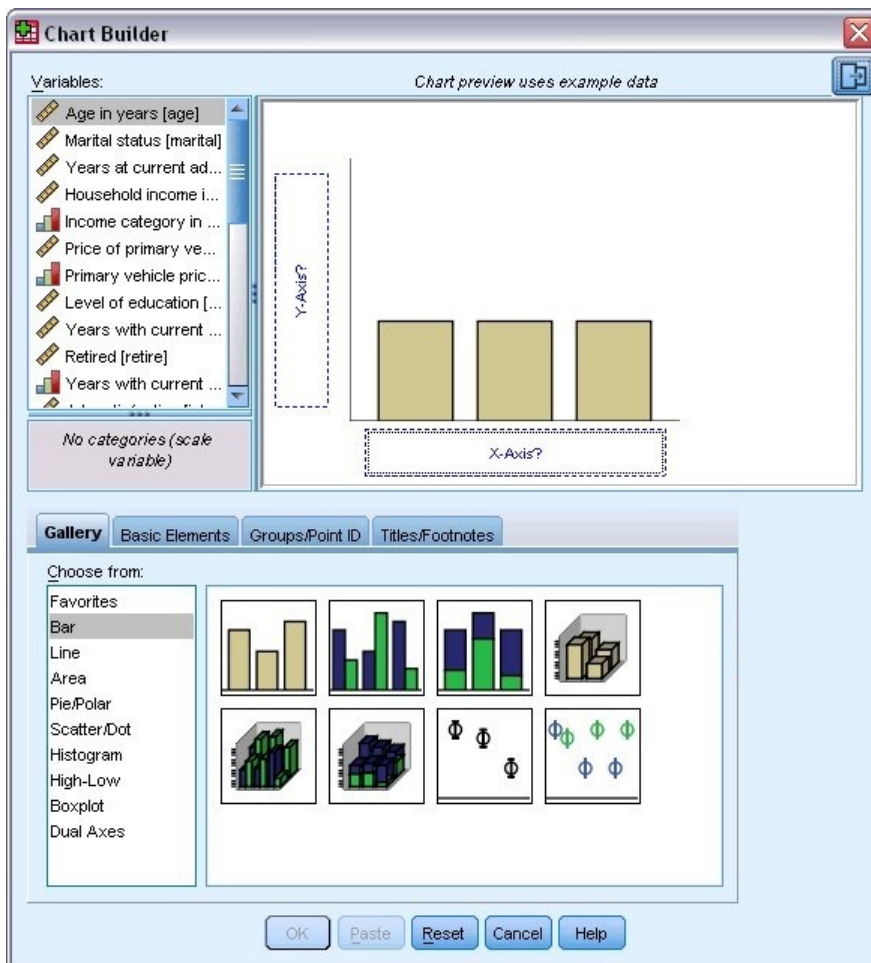 Chart Builder
Variables:
Chart preview uses example data
Age in years [age]
Marital status [marital]
Years at current ad...
Household income i...
Income category in ...
Price of primary ve...
Primary vehicle pric...
Level of education [...
Years with current ...
Retired [retire]
Years with current ...
No categories (scale
variable)
Y-Axis?
X-Axis?
Gallery
Basic Elements
Groups/Point ID
Titles/Footnotes
Choose from:
Favorites
Bar
Line
Area
Pie/Polar
Scatter/Dot
Histogram
High-Low
Boxplot
Dual Axes
OK
Paste
Reset
Cancel
Help